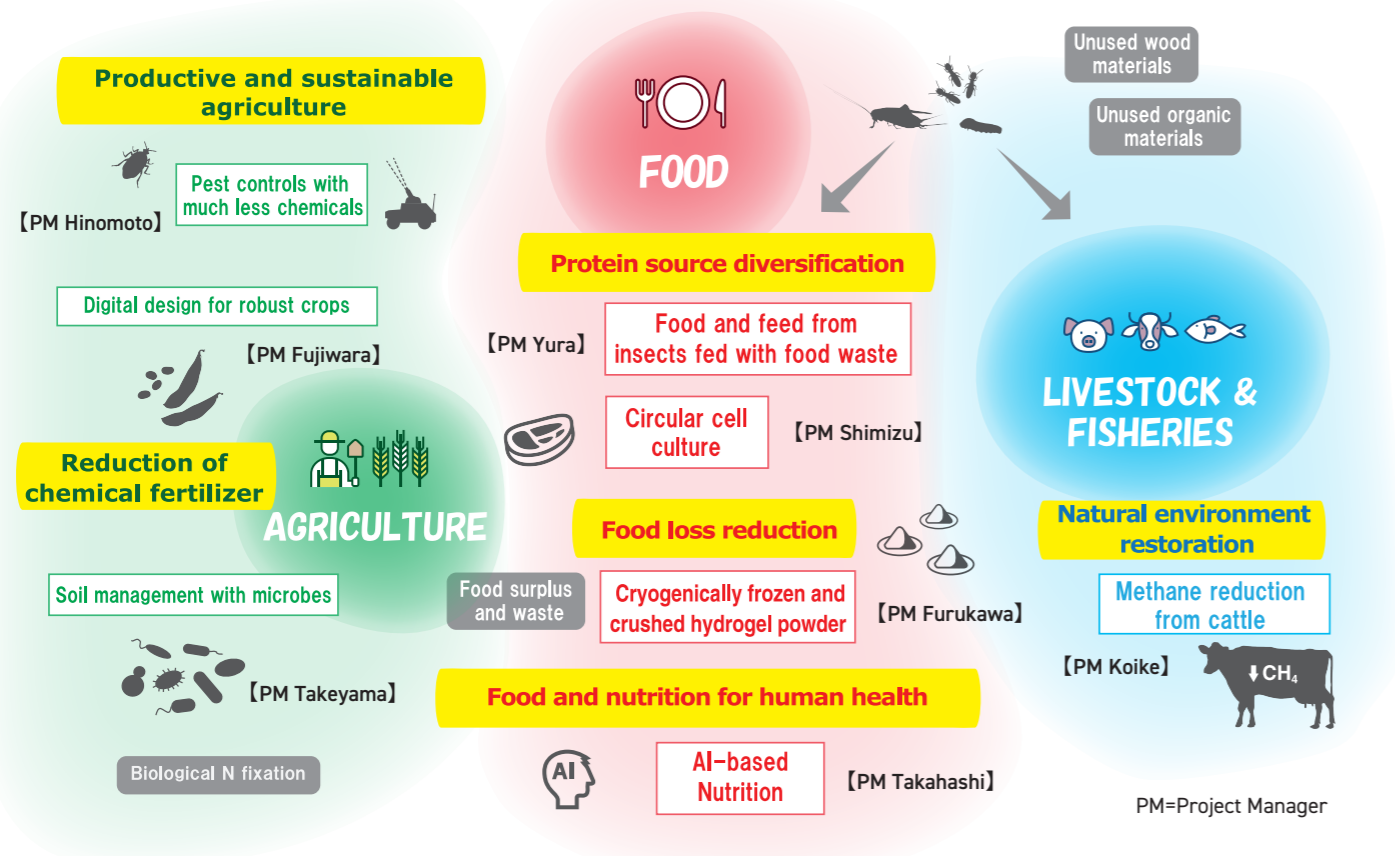 Productive and sustainable
agriculture
Pest controls with
much less chemicals
【PM Hinomoto】
Digital design for robust crops
【PM Fujiwara】
Reduction of
chemical fertilizer
AGRICULTURE
Soil management with microbes
【PM Takeyama】
Biological N fixation
FOOD
Protein source diversification
【PM Yura】
Food and feed from
insects fed with food waste
Circular cell
culture
【PM Shimizu】
Food loss reduction
Food surplus
and waste
Cryogenically frozen and
crushed hydrogel powder
【PM Furukawa】
Food and nutrition for human health
AI
AI-based
Nutrition
【PM Takahashi】
Unused wood
materials
Unused organic
materials
LIVESTOCK &
FISHERIES
Natural environment
restoration
Methane reduction
from cattle
【PM Koike】
⬇CH₄
PM=Project Manager